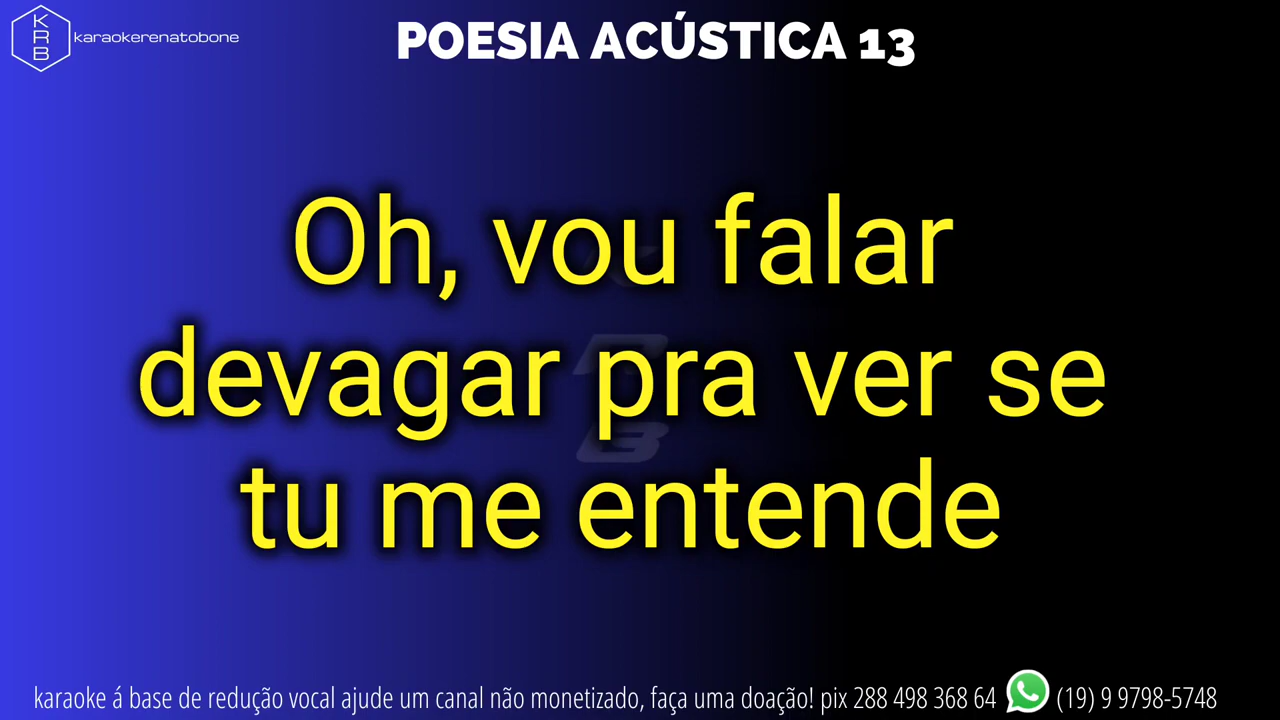 KRB
karaokerenatobone
POESIA ACÚSTICA 13
Oh, vou falar
devagar pra ver se
tu me entende
karaoke á base de redução vocal ajude um canal não monetizado, faça uma doação! pix 288 498 368 64 (19) 9 9798-5748